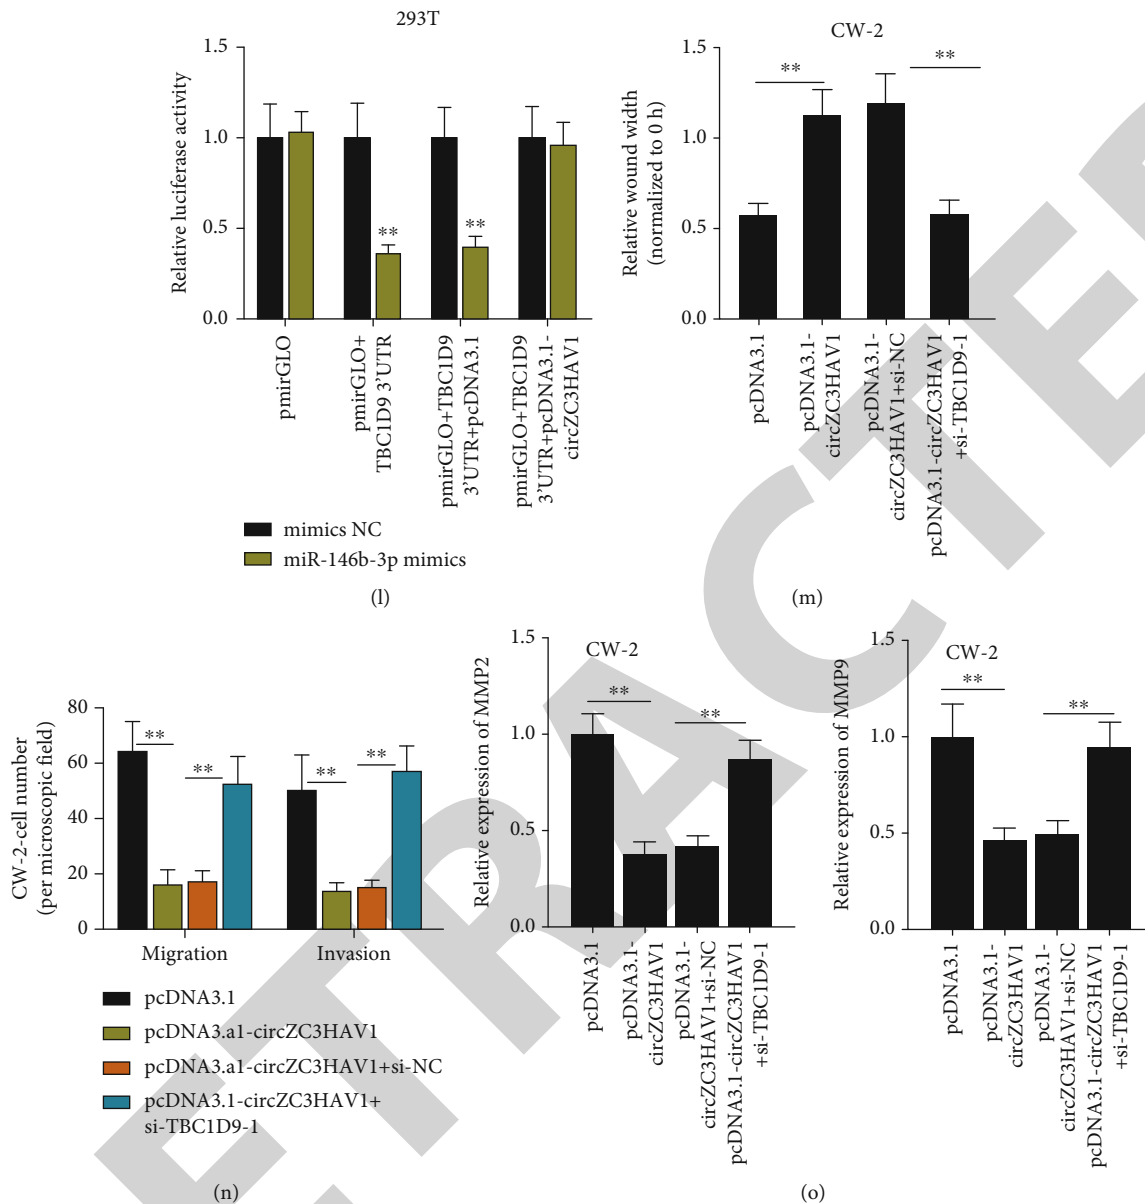 293T
Relative luciferase activity
1.5
1.0
0.5
0.0
**
**
pmirGLO
pmirGLO+
TBC1D9 3'UTR
pmirGLO+TBC1D9
3'UTR+pcDNA3.1
pmirGLO+TBC1D9
3'UTR+pcDNA3.1-
circZC3HAV1
mimics NC
miR-146b-3p mimics
(l)
CW-2
Relative wound width
(normalized to 0 h)
1.5
1.0
0.5
0.0
**
**
pcDNA3.1
pcDNA3.1-
circZC3HAV1
pcDNA3.1-
circZC3HAV1+si-NC
pcDNA3.1-circZC3HAV1
+si-TBC1D9-1
(m)
CW-2-cell number
(per microscopic field)
80
60
40
20
0
**
**
**
**
Migration
Invasion
pcDNA3.1
pcDNA3.a1-circZC3HAV1
pcDNA3.a1-circZC3HAV1+si-NC
pcDNA3.1-circZC3HAV1+
si-TBC1D9-1
(n)
Relative expression of MMP2
1.5
1.0
0.5
0.0
CW-2
**
**
pcDNA3.1
pcDNA3.1-
circZC3HAV1
pcDNA3.1-
circZC3HAV1+si-NC
pcDNA3.1-circZC3HAV1
+si-TBC1D9-1
Relative expression of MMP9
1.5
1.0
0.5
0.0
CW-2
**
**
pcDNA3.1
pcDNA3.1-
circZC3HAV1
pcDNA3.1-
circZC3HAV1+si-NC
pcDNA3.1-circZC3HAV1
+si-TBC1D9-1
(o)
ETRACTE